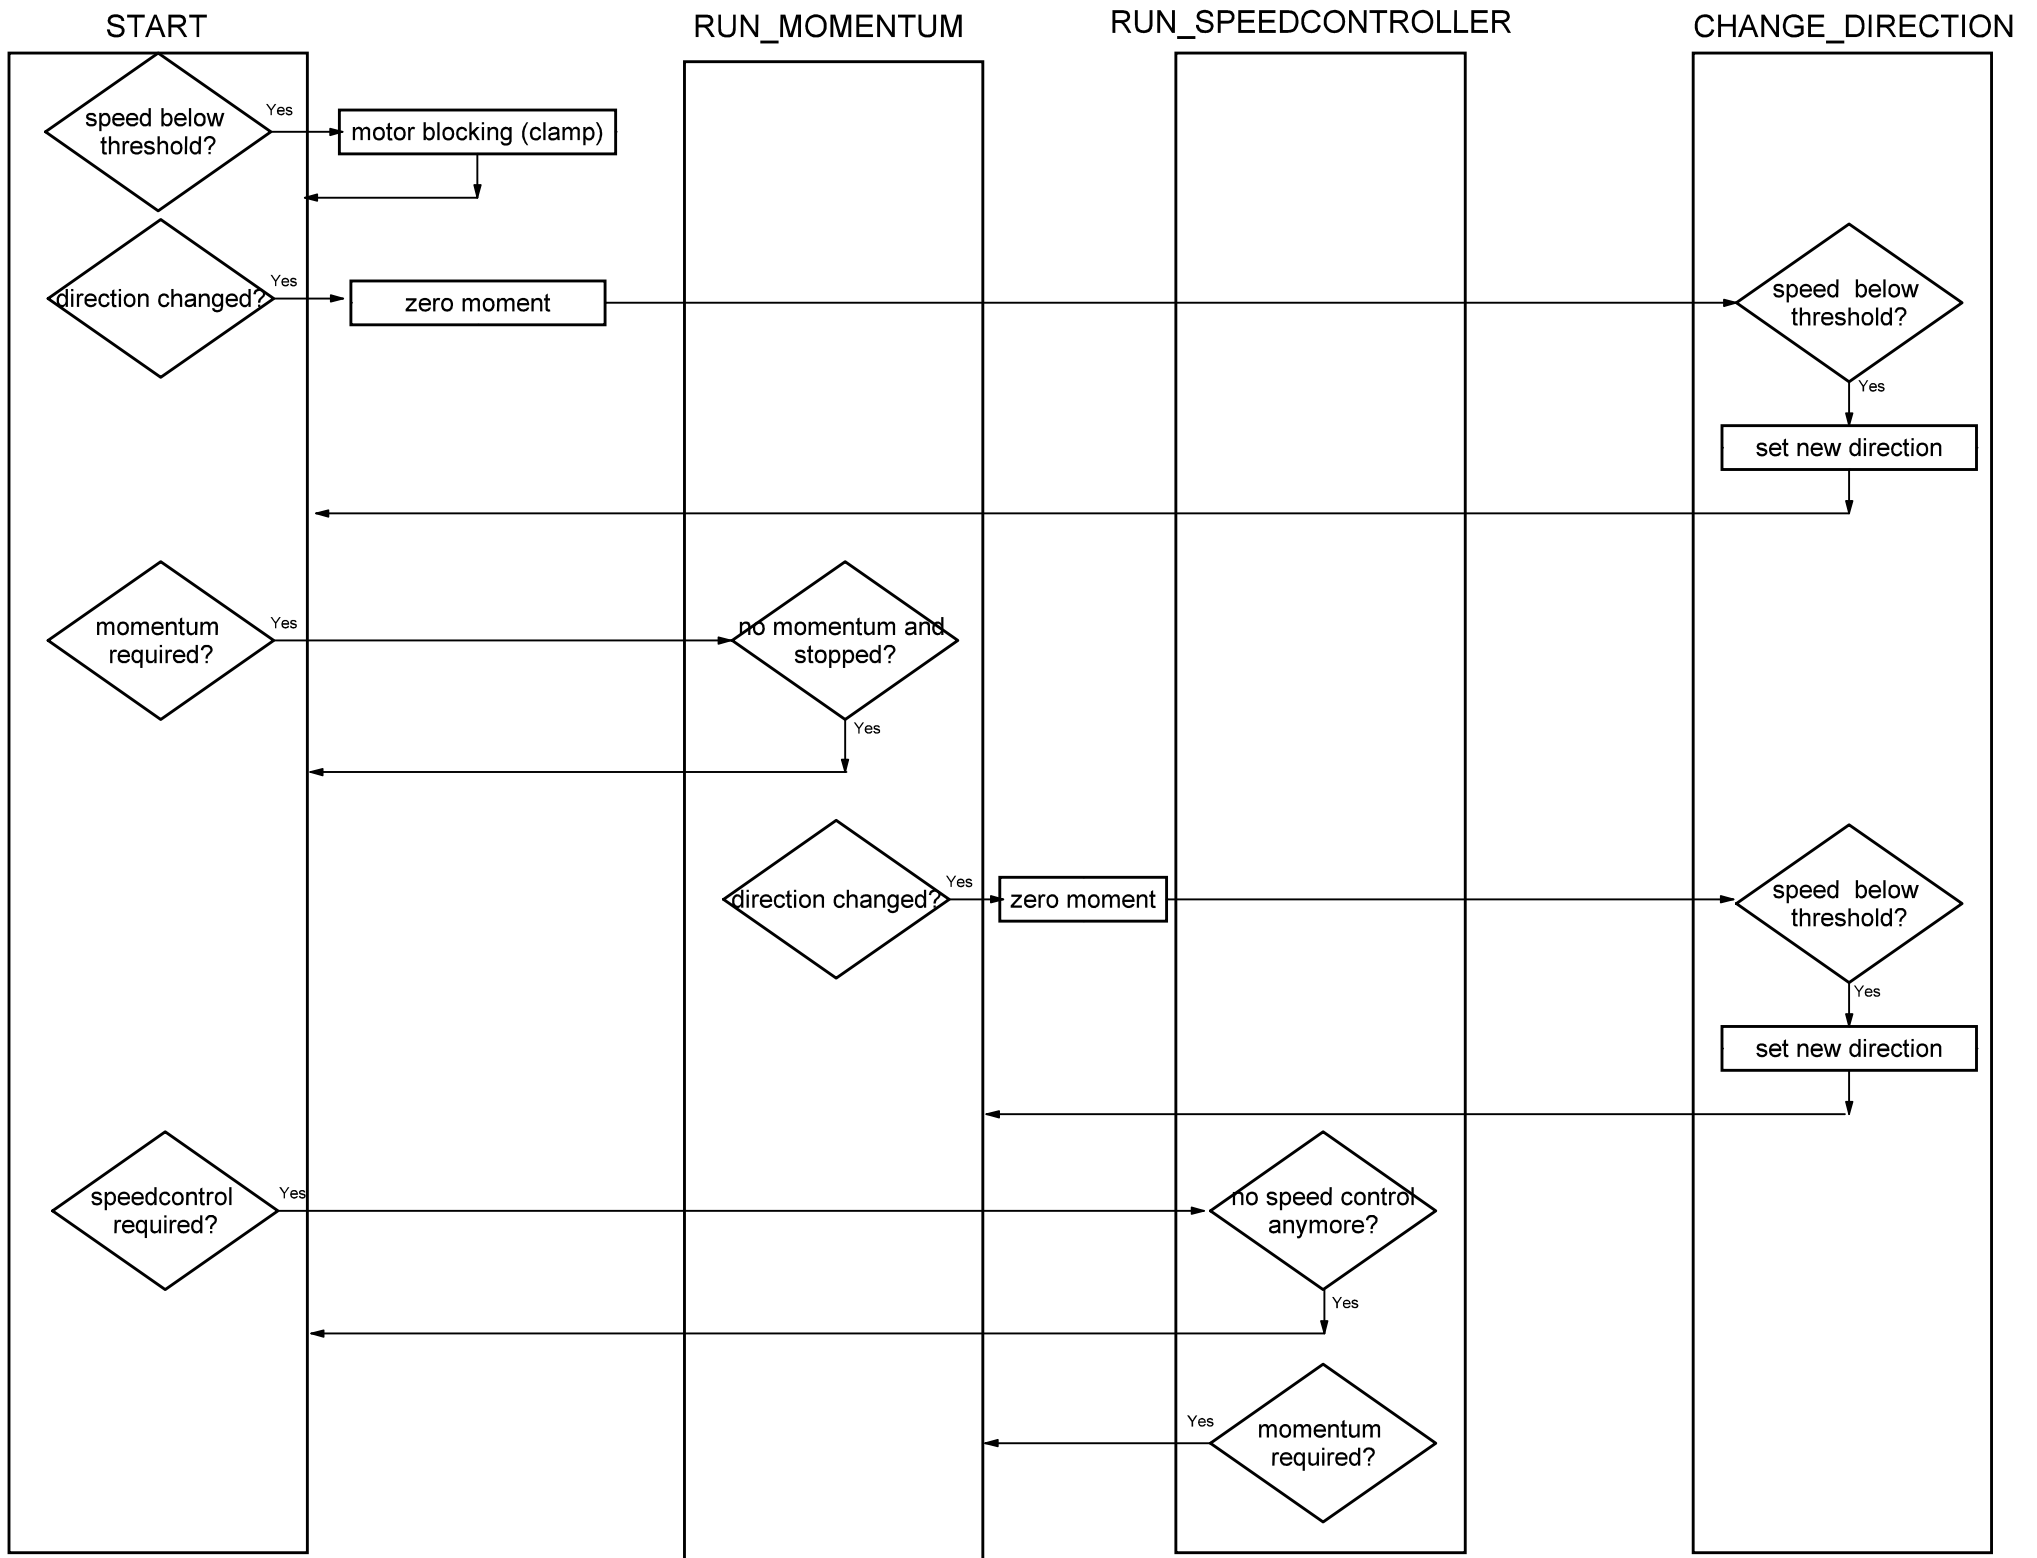 START
RUN_MOMENTUM
RUN_SPEEDCONTROLLER
CHANGE_DIRECTION
speed below
threshold?
Yes
motor blocking (clamp)
direction changed?
Yes
zero moment
speed  below
threshold?
Yes
set new direction
momentum
required?
Yes
no momentum and
stopped?
Yes
direction changed?
Yes
zero moment
speed  below
threshold?
Yes
set new direction
speedcontrol
required?
Yes
no speed control
anymore?
Yes
momentum
required?
Yes